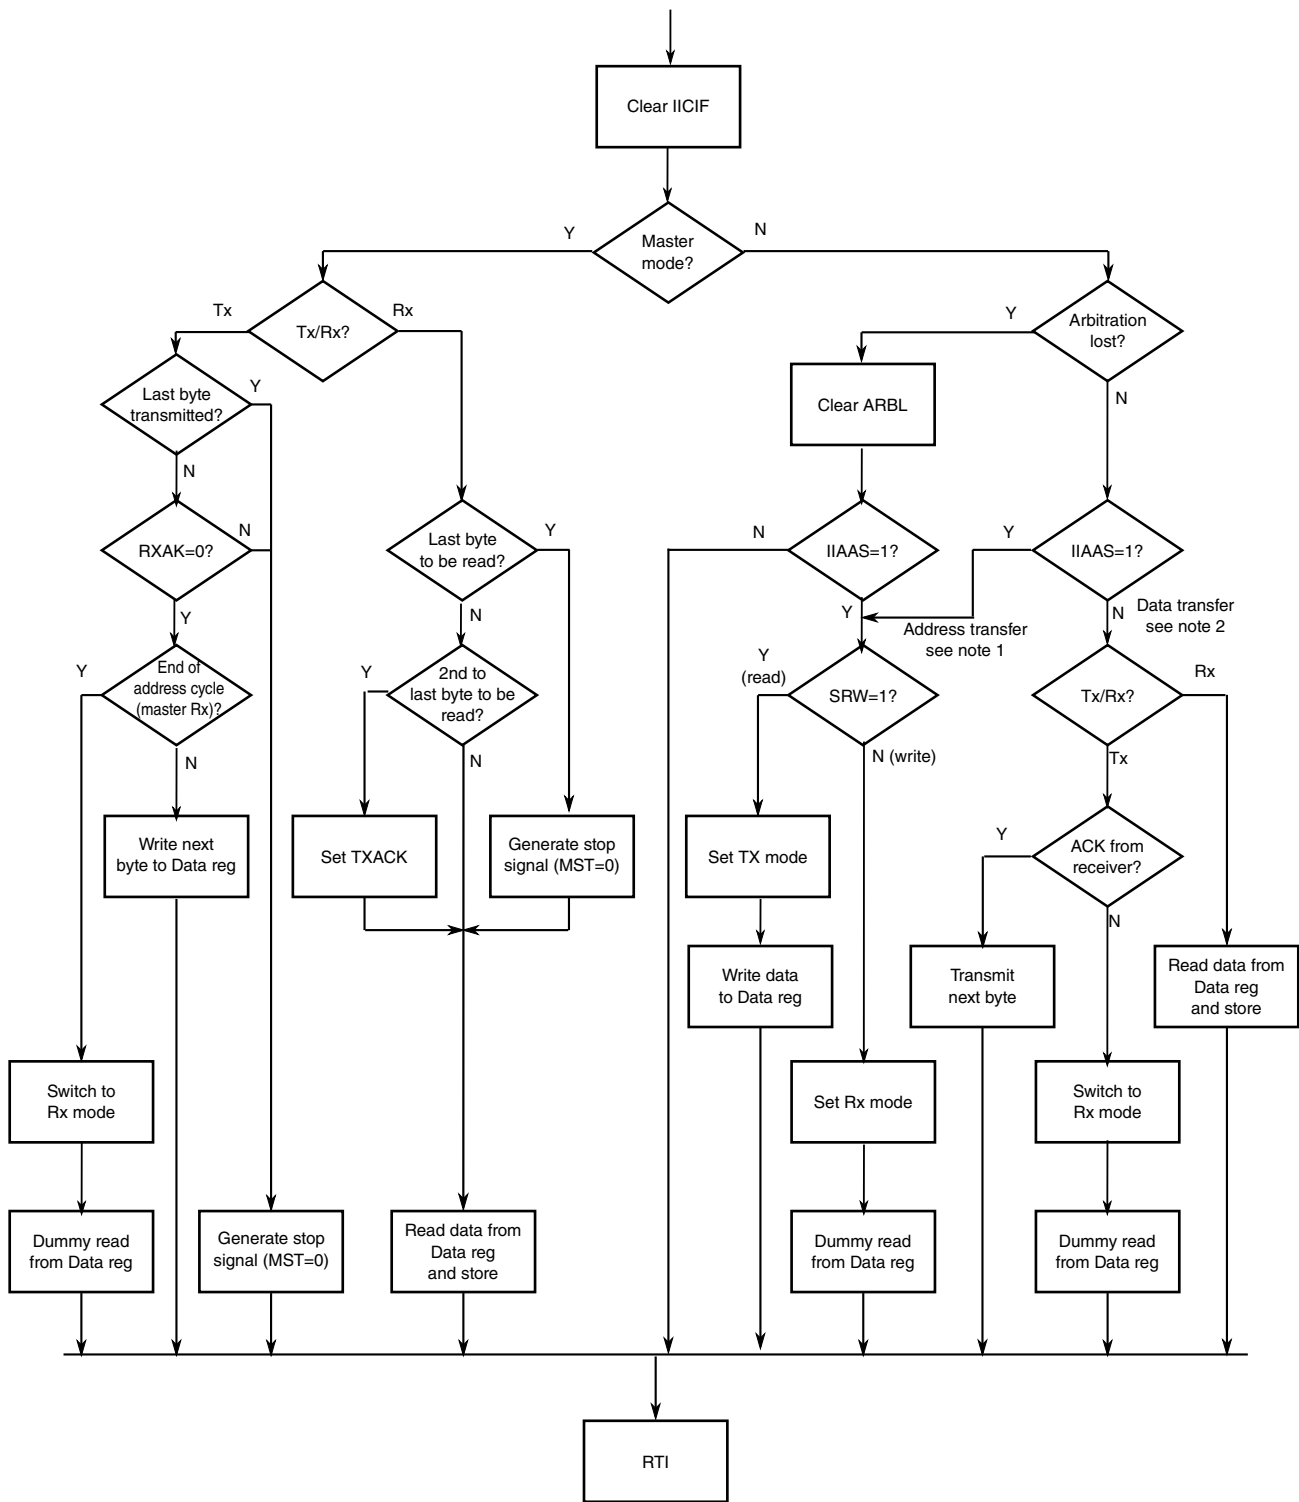 Clear IICIF
Master
mode?
Y
N
Tx/Rx?
Tx
Rx
Arbitration
lost?
Y
N
Last byte
transmitted?
Y
N
Clear ARBL
RXAK=0?
N
Y
Last byte
to be read?
Y
N
IIAAS=1?
N
Y
IIAAS=1?
Y
N
Address transfer
see note 1
Data transfer
see note 2
End of
address cycle
(master Rx)?
Y
N
2nd to
last byte to be
read?
Y
N
SRW=1?
Y
(read)
N (write)
Tx/Rx?
Rx
Tx
Write next
byte to Data reg
Set TXACK
Generate stop
signal (MST=0)
Set TX mode
ACK from
receiver?
Y
N
Write data
to Data reg
Transmit
next byte
Read data from
Data reg
and store
Switch to
Rx mode
Set Rx mode
Switch to
Rx mode
Dummy read
from Data reg
Generate stop
signal (MST=0)
Read data from
Data reg
and store
Dummy read
from Data reg
Dummy read
from Data reg
RTI